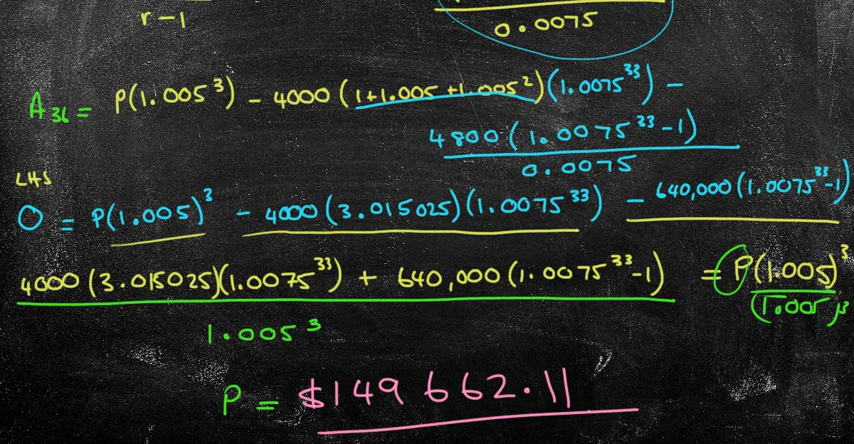 r-1
0.0075
A₃₆ = P(1.005³) - 4000(1+1.005+1.005²)(1.0075³³) -
4800(1.0075³³-1)
0.0075
LHS
0 = P(1.005)³ - 4000(3.015025)(1.0075³³) - 640,000(1.0075³³-1)
4000(3.015025)(1.0075³³) + 640,000(1.0075³³-1) = P(1.005)³
1.005³ (1.005)³
P = $149 662.11